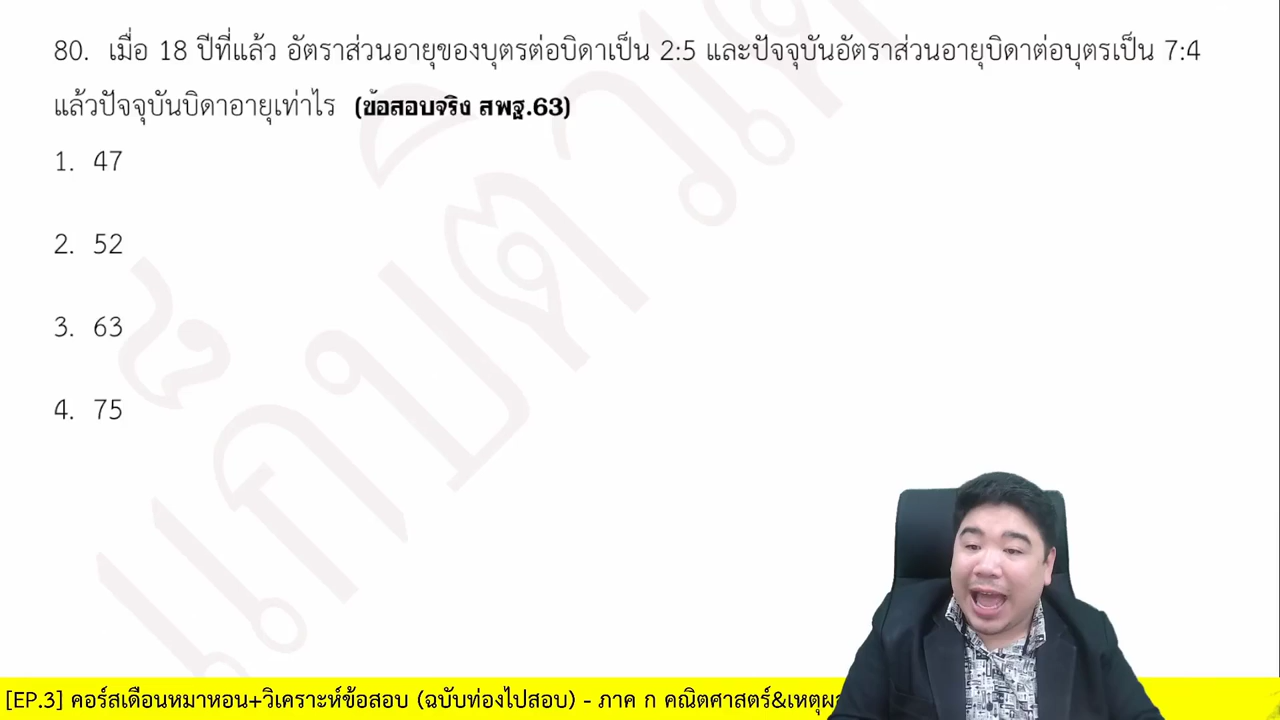 80. เมื่อ 18 ปีที่แล้ว อัตราส่วนอายุของบุตรต่อบิดาเป็น 2:5 และปัจจุบันอัตราส่วนอายุบิดาต่อบุตรเป็น 7:4
แล้วปัจจุบันบิดาอายุเท่าไร (ข้อสอบจริง สพฐ.63)
1. 47
2. 52
3. 63
4. 75
[EP.3] คอร์สเดือนหมาหอน+วิเคราะห์ข้อสอบ (ฉบับท่องไปสอบ) - ภาค ก คณิตศาสตร์&เหตุผ